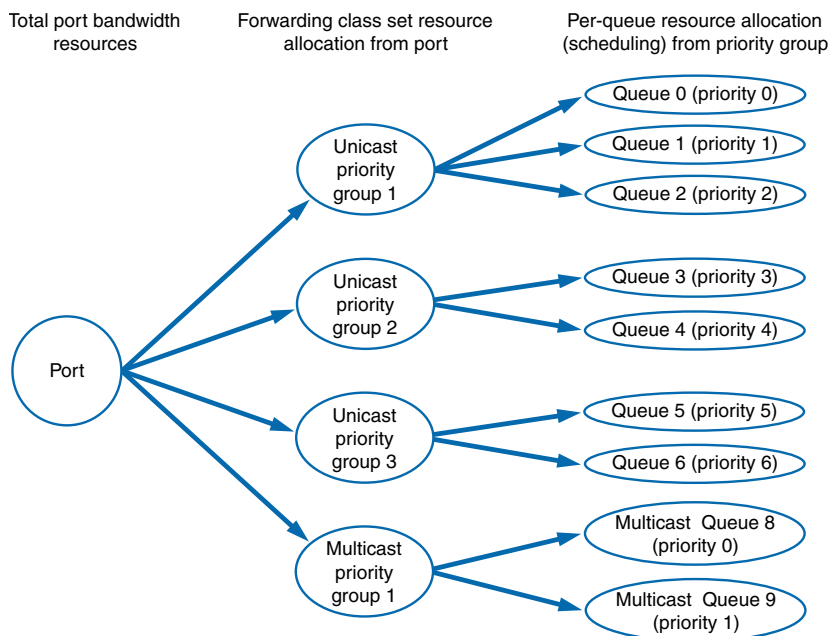 Total port bandwidth
resources
Forwarding class set resource
allocation from port
Per-queue resource allocation
(scheduling) from priority group
Port
Unicast
priority
group 1
Unicast
priority
group 2
Unicast
priority
group 3
Multicast
priority
group 1
Queue 0 (priority 0)
Queue 1 (priority 1)
Queue 2 (priority 2)
Queue 3 (priority 3)
Queue 4 (priority 4)
Queue 5 (priority 5)
Queue 6 (priority 6)
Multicast Queue 8
(priority 0)
Multicast Queue 9
(priority 1)